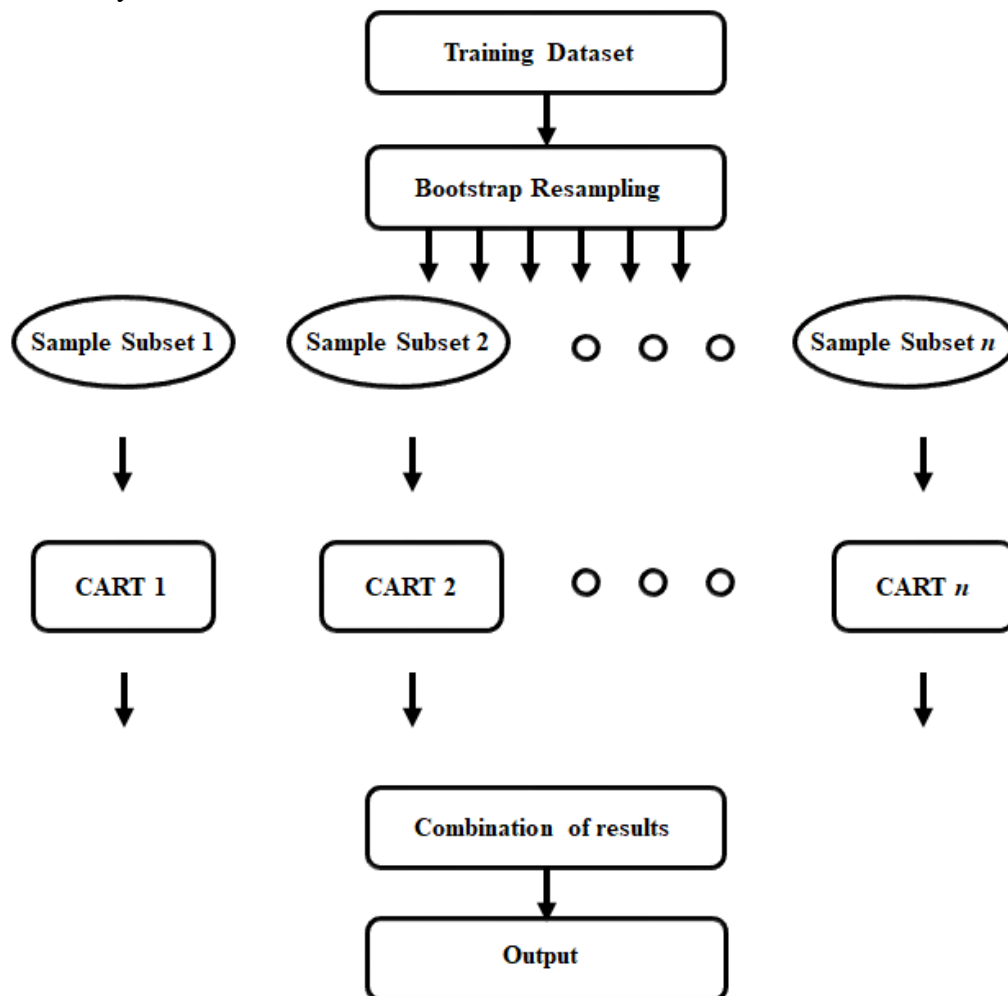 Training Dataset
Bootstrap Resampling
Sample Subset 1
Sample Subset 2
Sample Subset n
CART 1
CART 2
CART n
Combination of results
Output